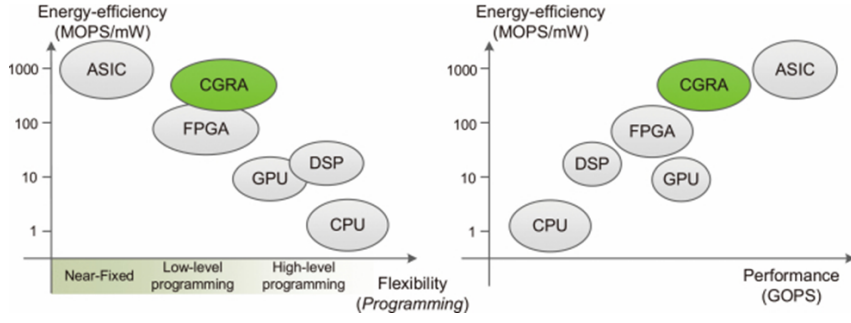 Energy-efficiency
(MOPS/mW)
1000
100
10
1
ASIC
CGRA
FPGA
GPU
DSP
CPU
Near-Fixed
Low-level
programming
High-level
programming
Flexibility
(Programming)
Energy-efficiency
(MOPS/mW)
1000
100
10
1
CGRA
ASIC
FPGA
DSP
GPU
CPU
Performance
(GOPS)